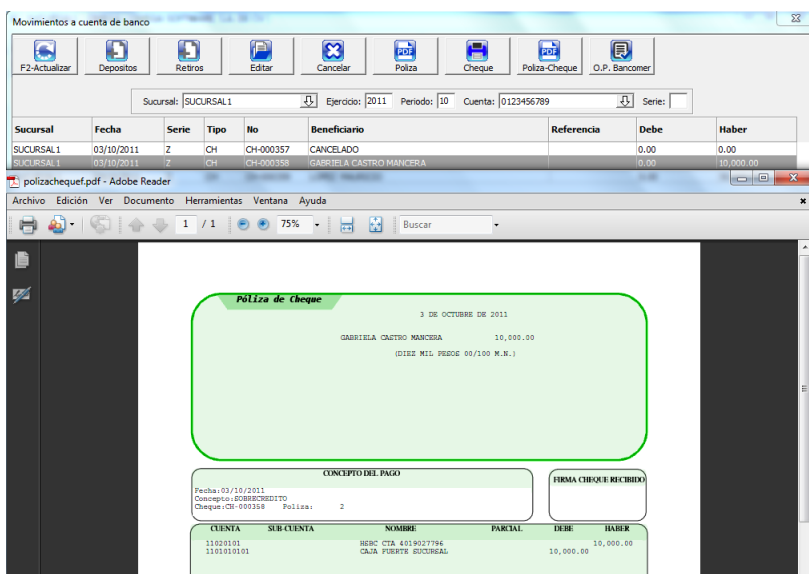 Movimientos a cuenta de banco
F2-Actualizar Depositos Retiros Editar Cancelar Poliza Cheque Poliza-Cheque O.P. Bancomer
Sucursal: SUCURSAL1 Ejercicio: 2011 Periodo: 10 Cuenta: 0123456789 Serie:
Sucursal Fecha Serie Tipo No Beneficiario Referencia Debe Haber
SUCURSAL1 03/10/2011 Z CH CH-000357 CANCELADO 0.00 0.00
SUCURSAL1 03/10/2011 Z CH CH-000358 GABRIELA CASTRO MANCERA 0.00 10,000.00
polizachequef.pdf - Adobe Reader
Archivo Edición Ver Documento Herramientas Ventana Ayuda
1 / 1 75% Buscar
Póliza de Cheque
3 DE OCTUBRE DE 2011
GABRIELA CASTRO MANCERA 10,000.00
(DIEZ MIL PESOS 00/100 M.N.)
CONCEPTO DEL PAGO
FIRMA CHEQUE RECIBIDO
Fecha:03/10/2011
Concepto:SOBRECREDITO
Cheque:CH-000358 Poliza: 2
CUENTA SUB-CUENTA NOMBRE PARCIAL DEBE HABER
11020101 HSBC CTA 4019027796 10,000.00
1101010101 CAJA FUERTE SUCURSAL 10,000.00